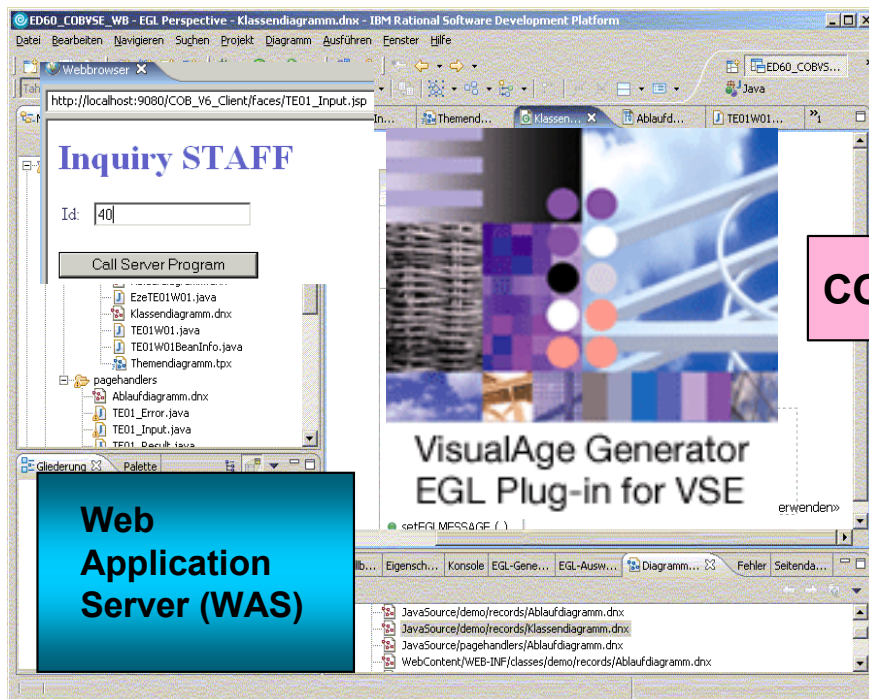 ED60_COBVSE_WB - EGL Perspective - Klassendiagramm.dnx - IBM Rational Software Development Platform
Datei Bearbeiten Navigieren Suchen Projekt Diagramm Ausführen Fenster Hilfe
Webbrowser
ED60_COBVS...
Java
http://localhost:9080/COB_V6_Client/faces/TE01_Input.jsp
In... Themend... Klassen... Ablaufd... TE01W01... »1
Inquiry STAFF
Id: 40
Call Server Program
EzeTE01W01.java
Klassendiagramm.dnx
TE01W01.java
TE01W01BeanInfo.java
Themendiagramm.tpx
pagehandlers
Ablaufdiagramm.dnx
TE01_Error.java
TE01_Input.java
TE01_Result.java
VisualAge Generator
EGL Plug-in for VSE
Gliederung Palette
erwenden»
setEGLMESSAGE ( )
Web
Application
Server (WAS)
Eigensch... Konsole EGL-Gene... EGL-Ausw... Diagramm... Fehler Seitenda...
JavaSource/demo/records/Ablaufdiagramm.dnx
JavaSource/demo/records/Klassendiagramm.dnx
JavaSource/pagehandlers/Ablaufdiagramm.dnx
WebContent/WEB-INF/classes/demo/records/Ablaufdiagramm.dnx